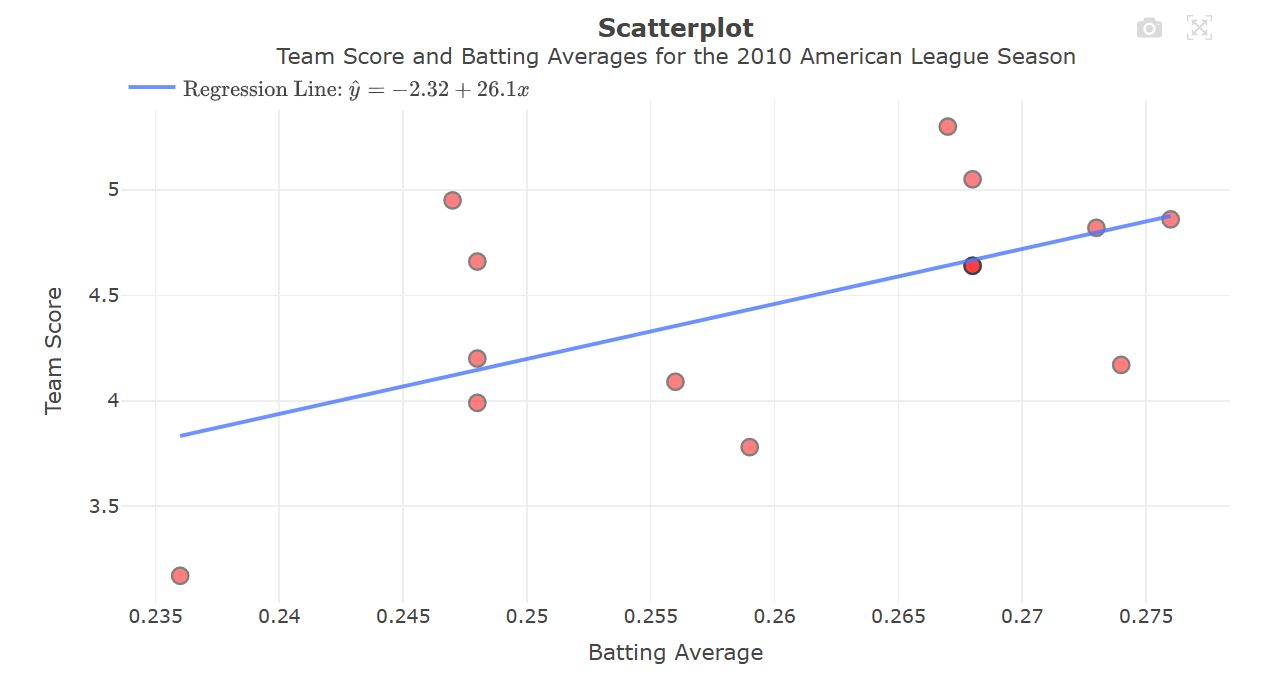 Scatterplot
Team Score and Batting Averages for the 2010 American League Season
Regression Line: ŷ = −2.32 + 26.1x
5
4.5
4
3.5
Team Score
0.235 0.24 0.245 0.25 0.255 0.26 0.265 0.27 0.275
Batting Average